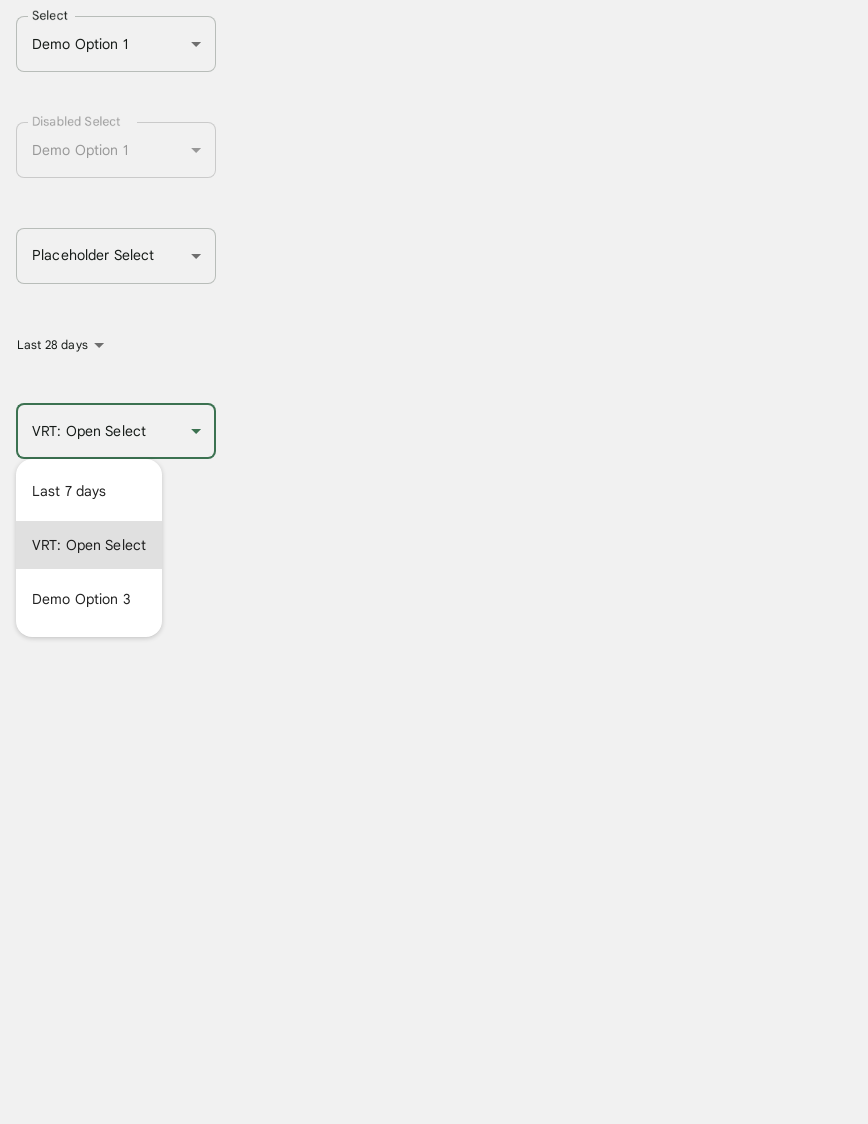 Select
Demo Option 1
Disabled Select
Demo Option 1
Placeholder Select
Last 28 days
VRT: Open Select
Last 7 days
VRT: Open Select
Demo Option 3